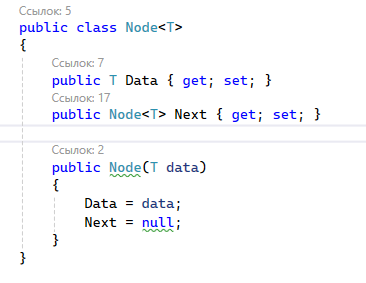 Ссылок: 5
public class Node<T>
{
Ссылок: 7
public T Data { get; set; }
Ссылок: 17
public Node<T> Next { get; set; }
Ссылок: 2
public Node(T data)
{
Data = data;
Next = null;
}
}